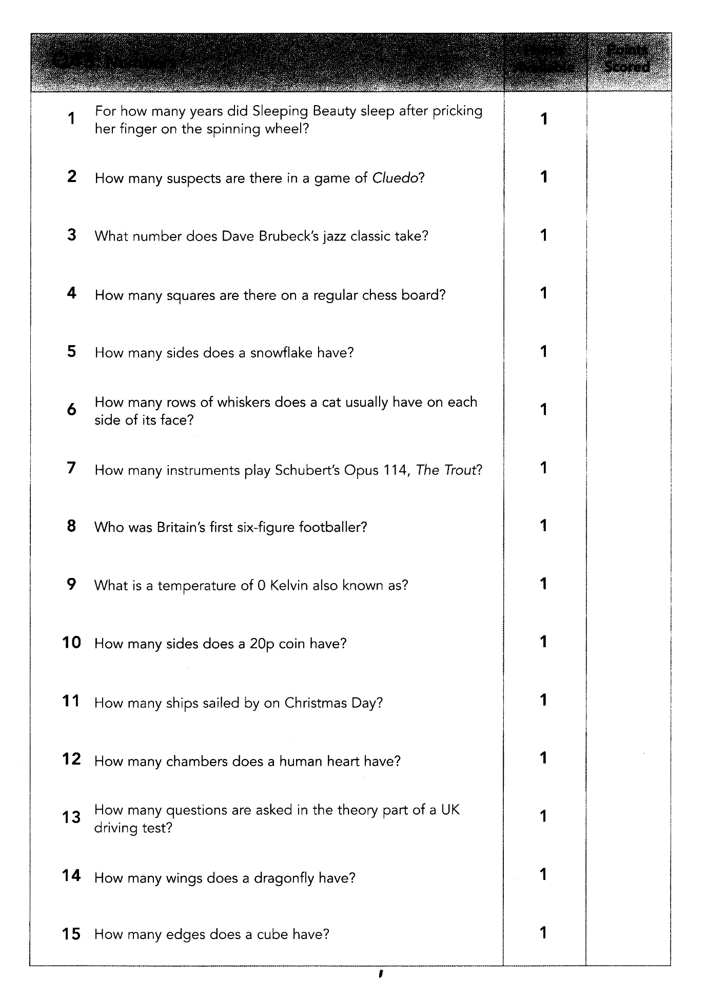 Points
Scored
1 For how many years did Sleeping Beauty sleep after pricking 1
her finger on the spinning wheel?
2 How many suspects are there in a game of Cluedo? 1
3 What number does Dave Brubeck's jazz classic take? 1
4 How many squares are there on a regular chess board? 1
5 How many sides does a snowflake have? 1
6 How many rows of whiskers does a cat usually have on each 1
side of its face?
7 How many instruments play Schubert's Opus 114, The Trout? 1
8 Who was Britain's first six-figure footballer? 1
9 What is a temperature of 0 Kelvin also known as? 1
10 How many sides does a 20p coin have? 1
11 How many ships sailed by on Christmas Day? 1
12 How many chambers does a human heart have? 1
13 How many questions are asked in the theory part of a UK 1
driving test?
14 How many wings does a dragonfly have? 1
15 How many edges does a cube have? 1